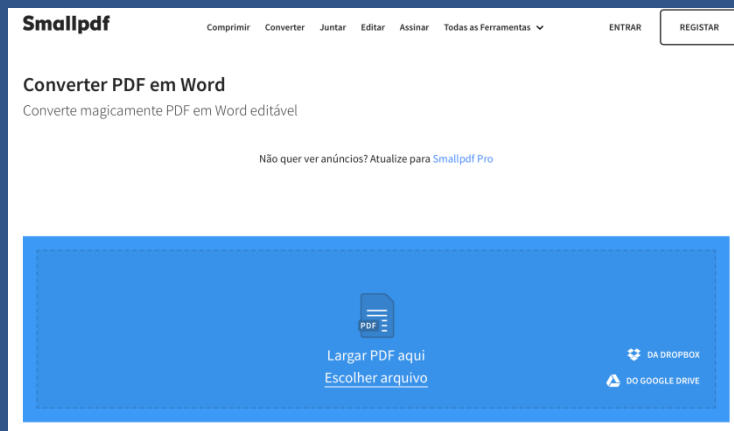 Smallpdf
Comprimir Converter Juntar Editar Assinar Todas as Ferramentas ENTRAR REGISTAR
Converter PDF em Word
Converte magicamente PDF em Word editável
Não quer ver anúncios? Atualize para Smallpdf Pro
PDF
Largar PDF aqui
Escolher arquivo
DA DROPBOX
DO GOOGLE DRIVE